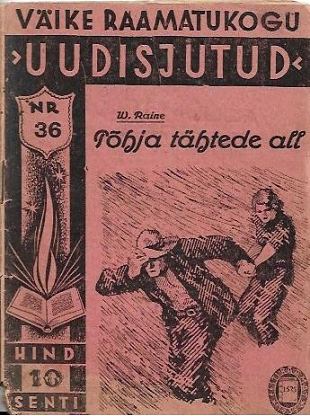 VÄIKE RAAMATUKOGU
›UUDISJUTUD‹
NR
36
W. Raine
Põhja tähtede all
HIND
10
SENTI